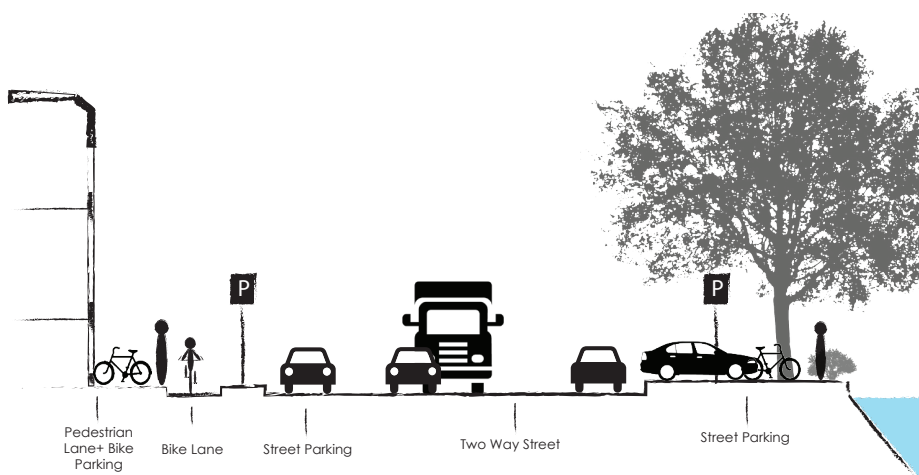 P
P
Pedestrian
Lane+ Bike
Parking
Bike Lane
Street Parking
Two Way Street
Street Parking